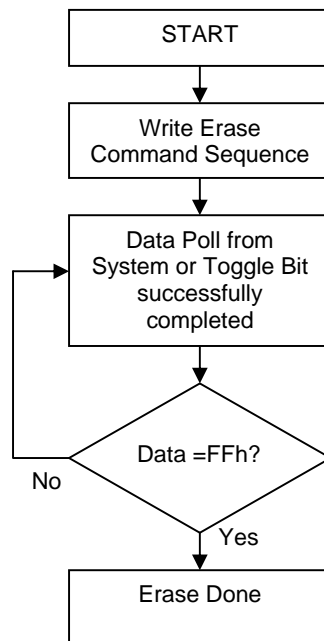 START
Write Erase
Command Sequence
Data Poll from
System or Toggle Bit
successfully
completed
Data =FFh?
No
Yes
Erase Done